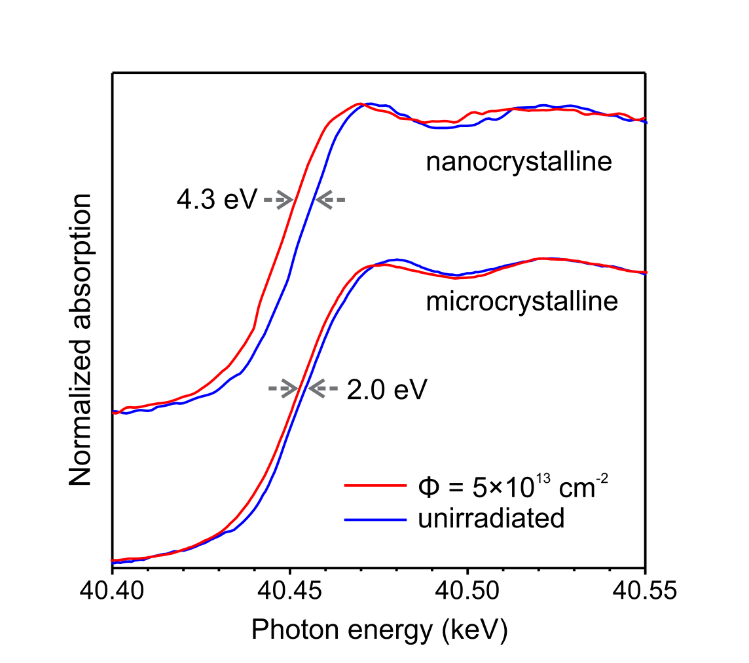 nanocrystalline
4.3 eV
microcrystalline
2.0 eV
Φ = 5×10¹³ cm⁻²
unirradiated
Normalized absorption
40.40 40.45 40.50 40.55
Photon energy (keV)